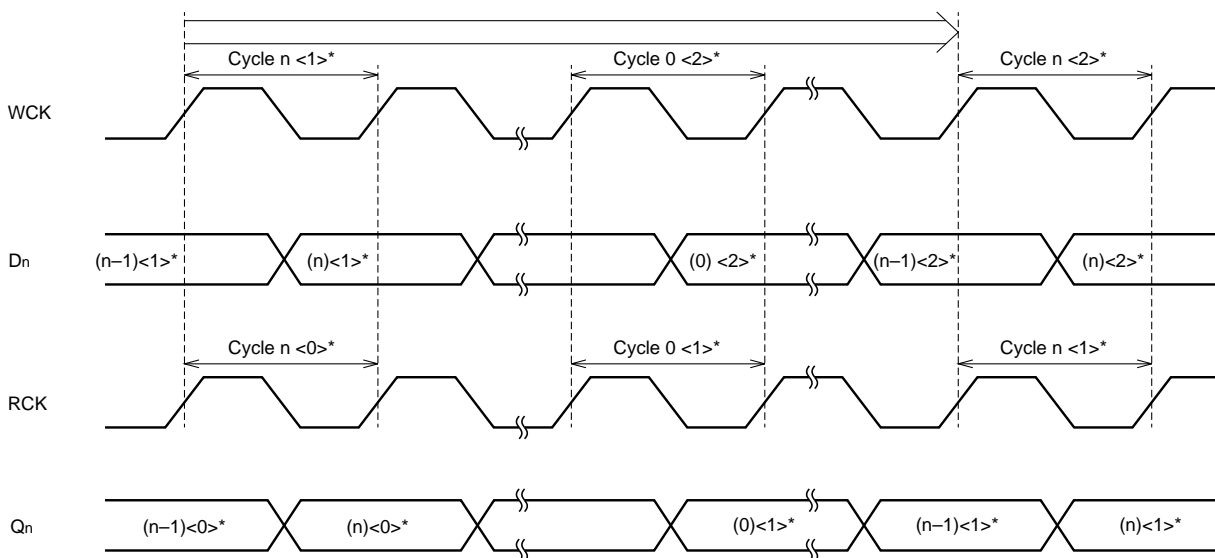 Cycle n <1>* Cycle 0 <2>* Cycle n <2>*
WCK
Dn (n–1)<1>* (n)<1>* (0) <2>* (n–1)<2>* (n)<2>*
Cycle n <0>* Cycle 0 <1>* Cycle n <1>*
RCK
Qn (n–1)<0>* (n)<0>* (0)<1>* (n–1)<1>* (n)<1>*